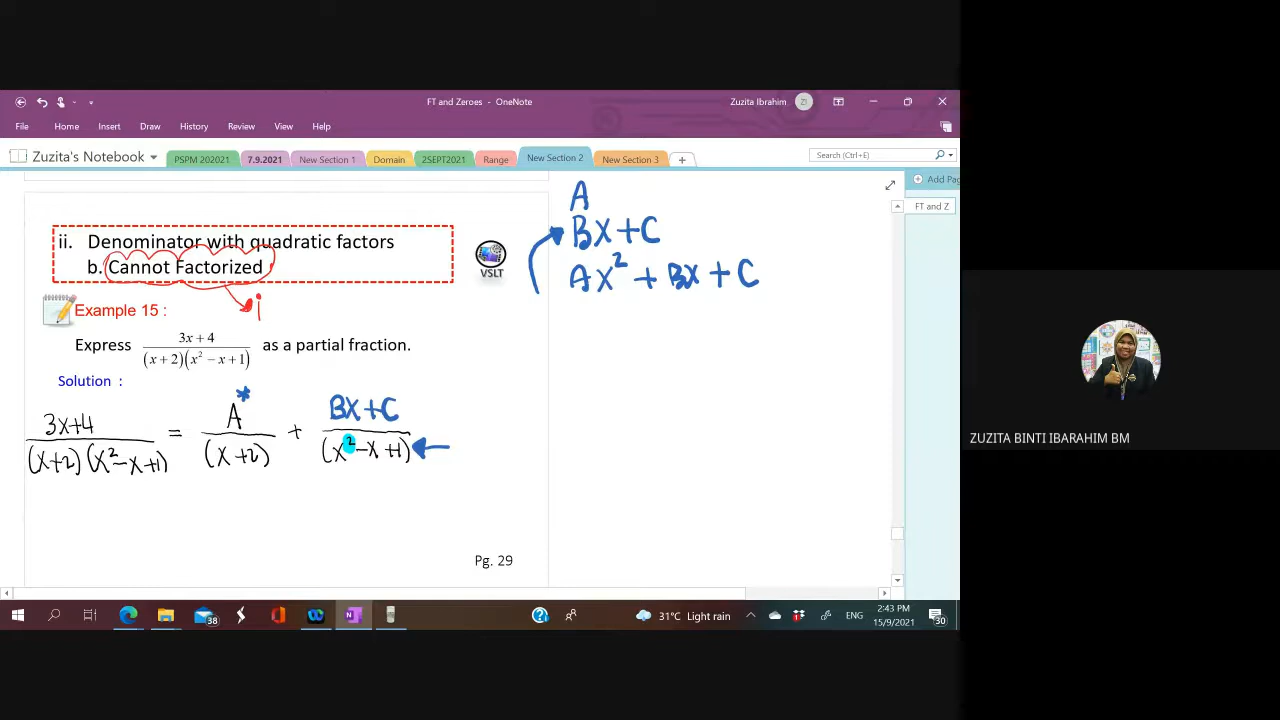 FT and Zeroes - OneNote
Zuzita Ibrahim ZI
File Home Insert Draw History Review View Help
Zuzita's Notebook PSPM 202021 7.9.2021 New Section 1 Domain 2SEPT2021 Range New Section 2 New Section 3 + Search (Ctrl+E)
Add Pag
FT and Z
ii. Denominator with quadratic factors
b. Cannot Factorized
i
VSLT
A
BX+C
AX² + BX + C
Example 15 :
Express (3x + 4)/((x + 2)(x² − x + 1)) as a partial fraction.
Solution :
(3x+4)/((x+2)(x²−x+1)) = A*/(x+2) + (BX+C)/(x²−x+1)
Pg. 29
ZUZITA BINTI IBARAHIM BM
38
31°C Light rain
ENG
2:43 PM
15/9/2021
30